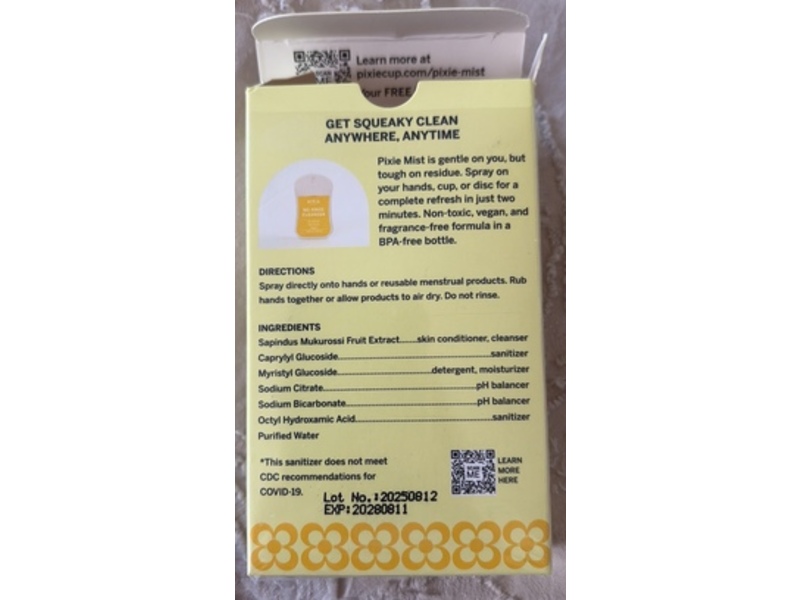 Learn more at
pixiecup.com/pixie-mist
Your FREE
GET SQUEAKY CLEAN
ANYWHERE, ANYTIME
Pixie Mist is gentle on you, but
tough on residue. Spray on
your hands, cup, or disc for a
complete refresh in just two
minutes. Non-toxic, vegan, and
fragrance-free formula in a
BPA-free bottle.
DIRECTIONS
Spray directly onto hands or reusable menstrual products. Rub
hands together or allow products to air dry. Do not rinse.
INGREDIENTS
Sapindus Mukurossi Fruit Extract......skin conditioner, cleanser
Caprylyl Glucoside......sanitizer
Myristyl Glucoside......detergent, moisturizer
Sodium Citrate......pH balancer
Sodium Bicarbonate......pH balancer
Octyl Hydroxamic Acid......sanitizer
Purified Water
*This sanitizer does not meet
CDC recommendations for
COVID-19.
Lot No.:20250812
EXP:20280811
SCAN
ME
LEARN
MORE
HERE